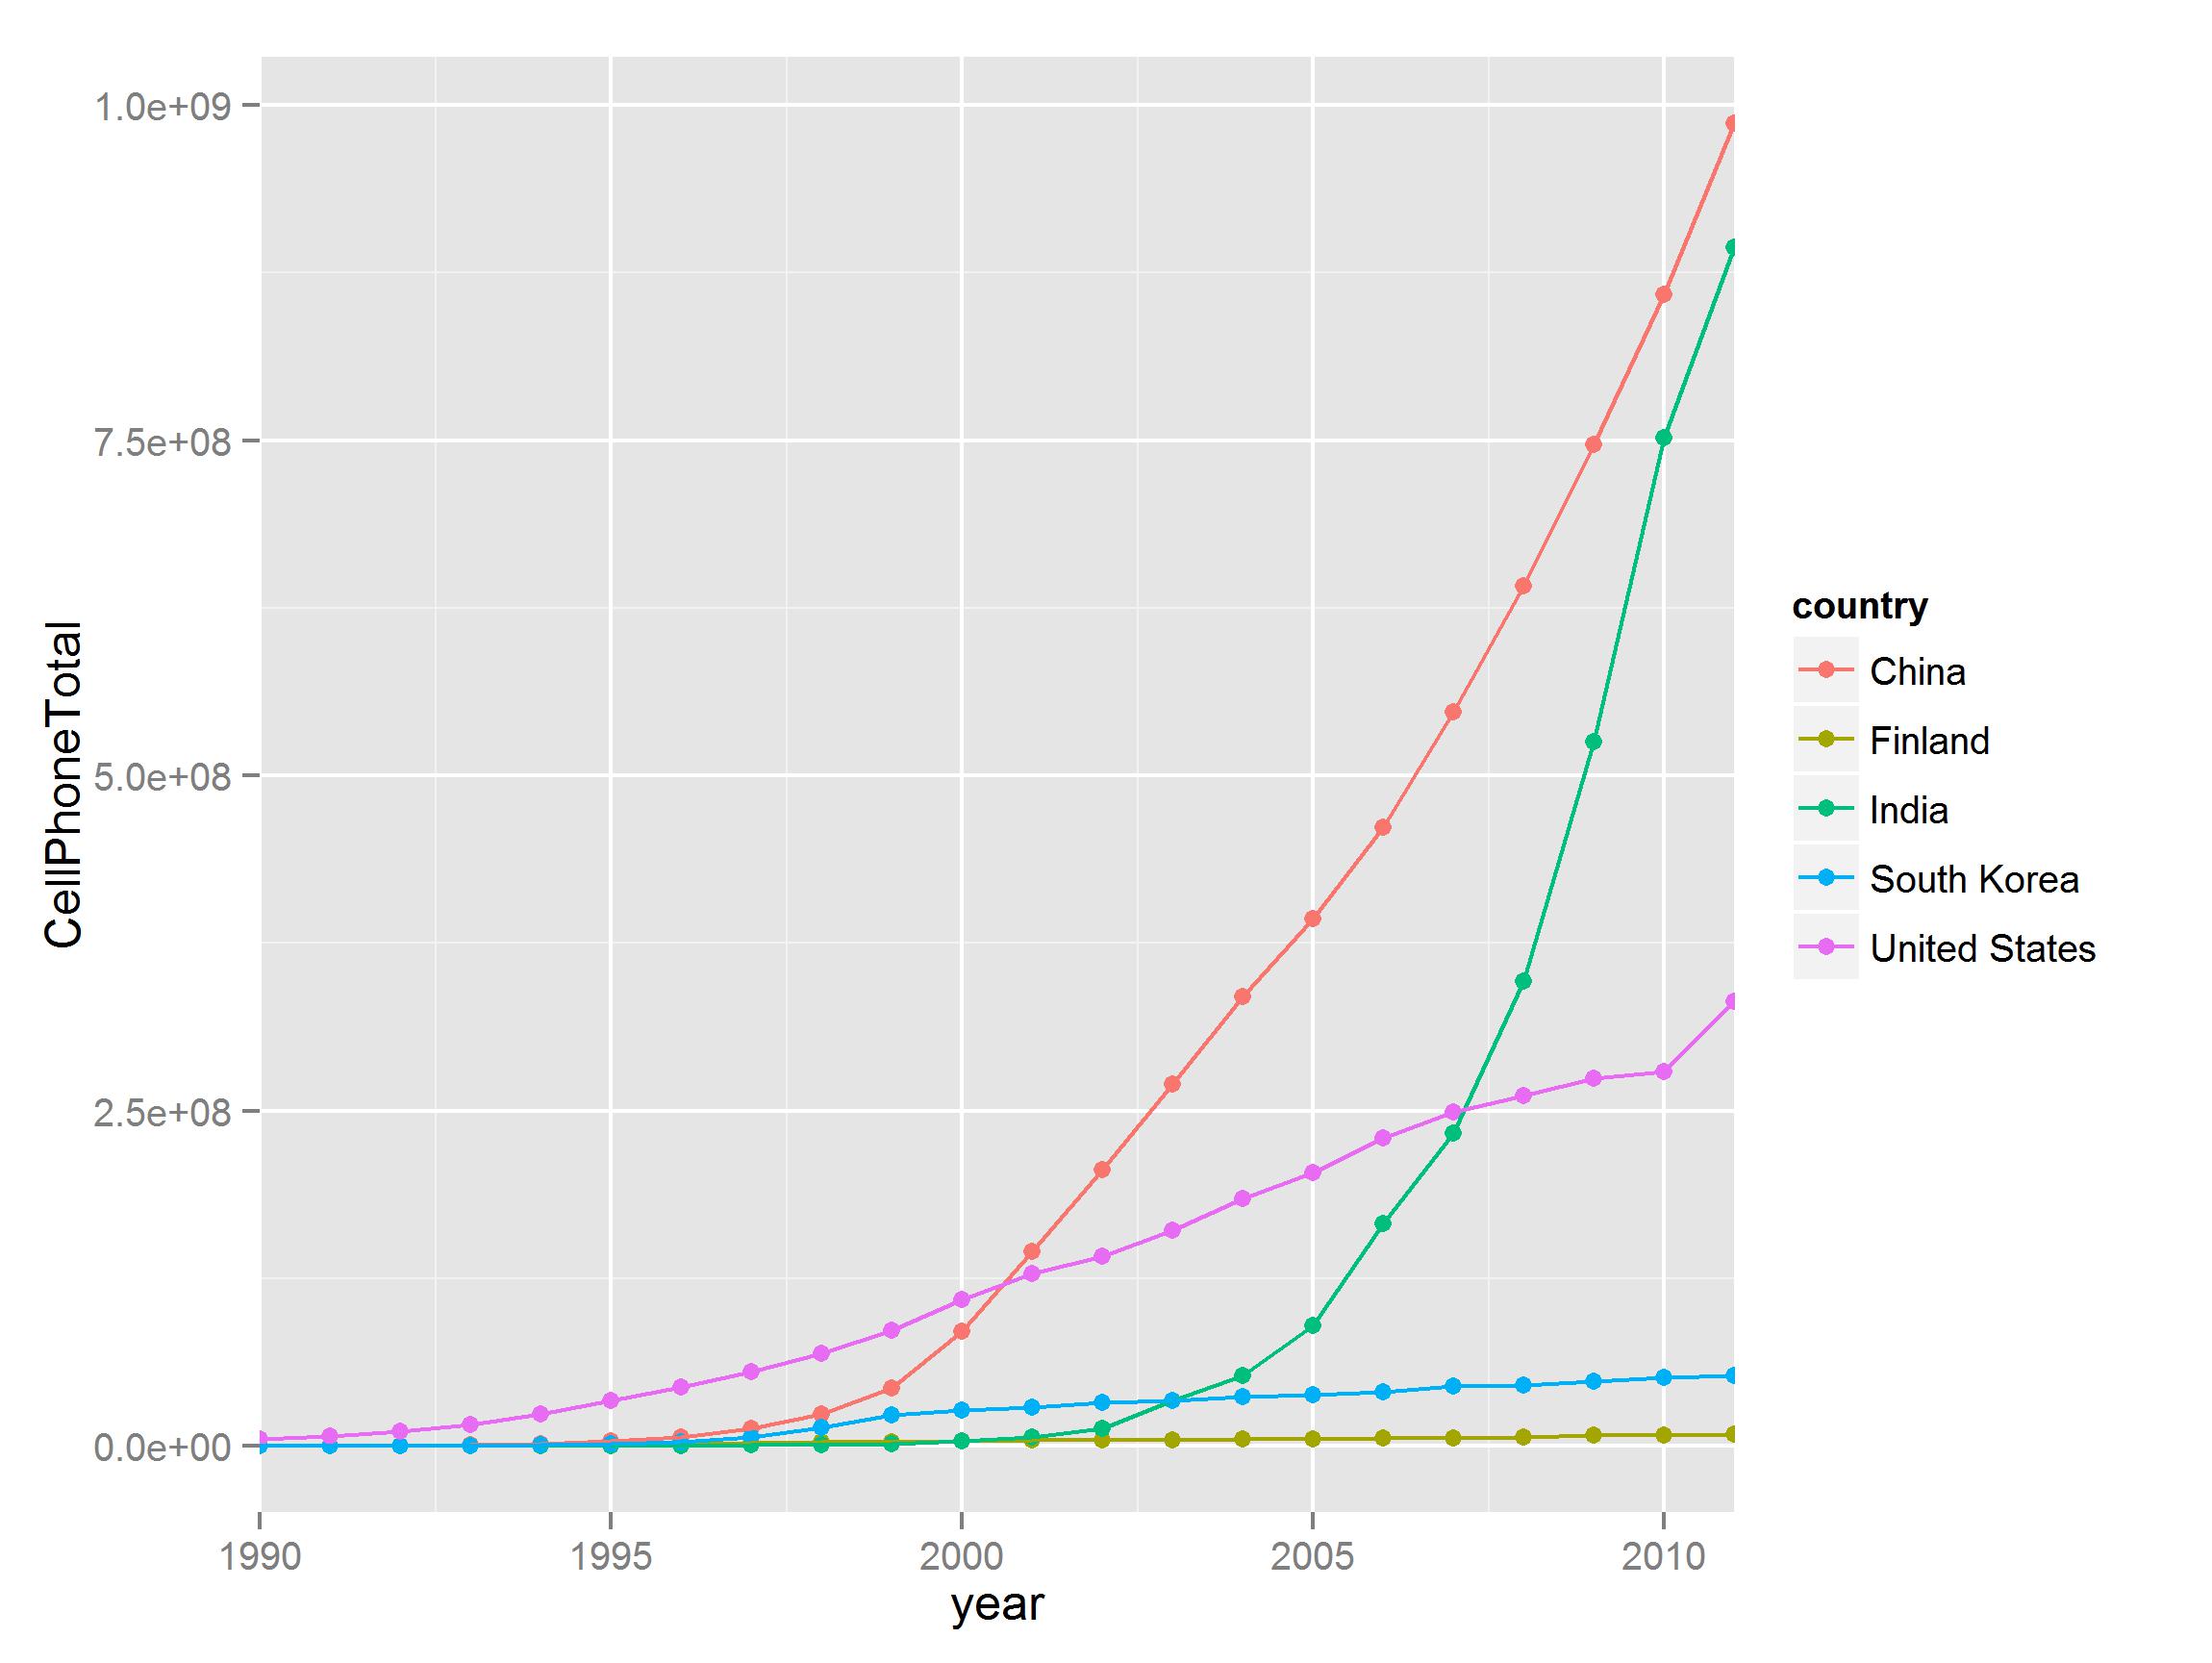 1.0e+09
7.5e+08
5.0e+08
2.5e+08
0.0e+00
CellPhoneTotal
1990
1995
2000
2005
2010
year
country
China
Finland
India
South Korea
United States